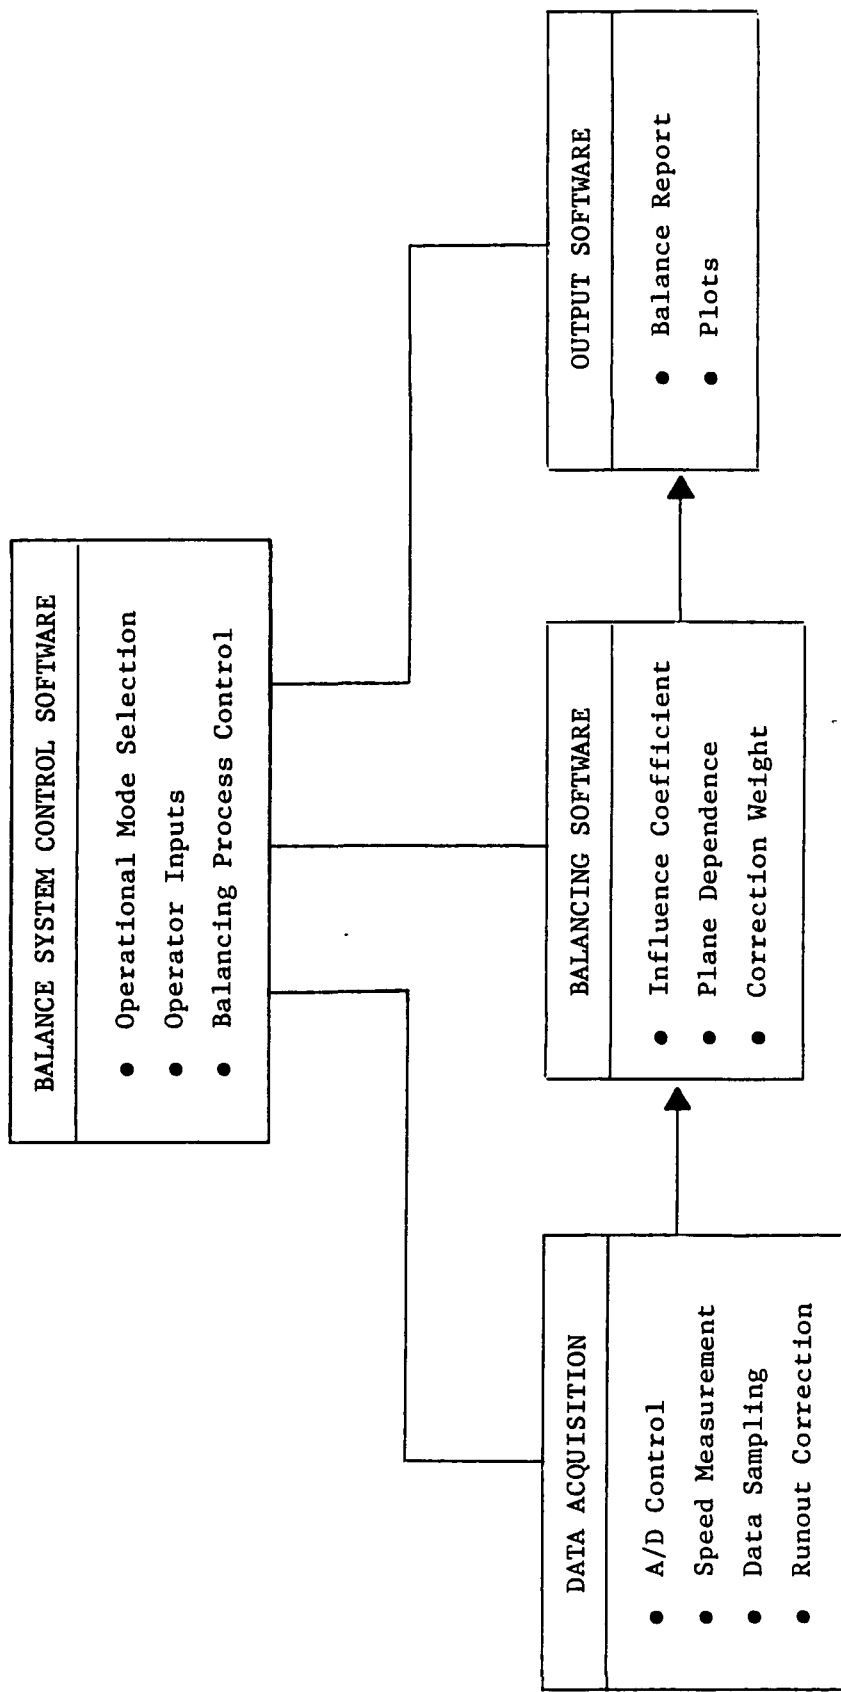 BALANCE SYSTEM CONTROL SOFTWARE
● Operational Mode Selection
● Operator Inputs
● Balancing Process Control
DATA ACQUISITION
● A/D Control
● Speed Measurement
● Data Sampling
● Runout Correction
BALANCING SOFTWARE
● Influence Coefficient
● Plane Dependence
● Correction Weight
OUTPUT SOFTWARE
● Balance Report
● Plots